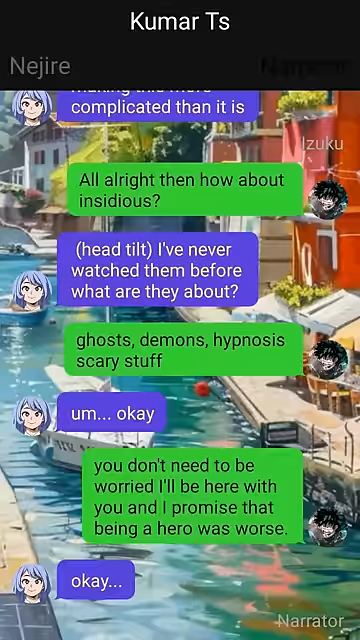 Kumar Ts
Nejire
complicated than it is
Izuku
All alright then how about
insidious?
(head tilt) I've never
watched them before
what are they about?
ghosts, demons, hypnosis
scary stuff
um... okay
you don't need to be
worried I'll be here with
you and I promise that
being a hero was worse.
okay...
Narrator